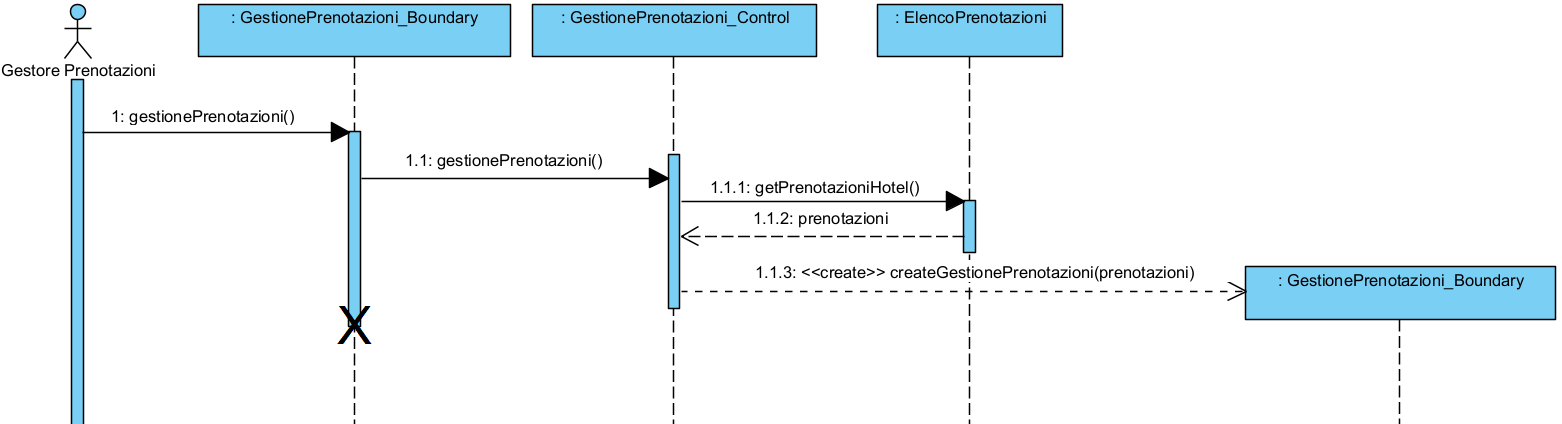 : GestionePrenotazioni_Boundary
: GestionePrenotazioni_Control
: ElencoPrenotazioni
Gestore Prenotazioni
1: gestionePrenotazioni()
1.1: gestionePrenotazioni()
1.1.1: getPrenotazioniHotel()
1.1.2: prenotazioni
1.1.3: <<create>> createGestionePrenotazioni(prenotazioni)
: GestionePrenotazioni_Boundary